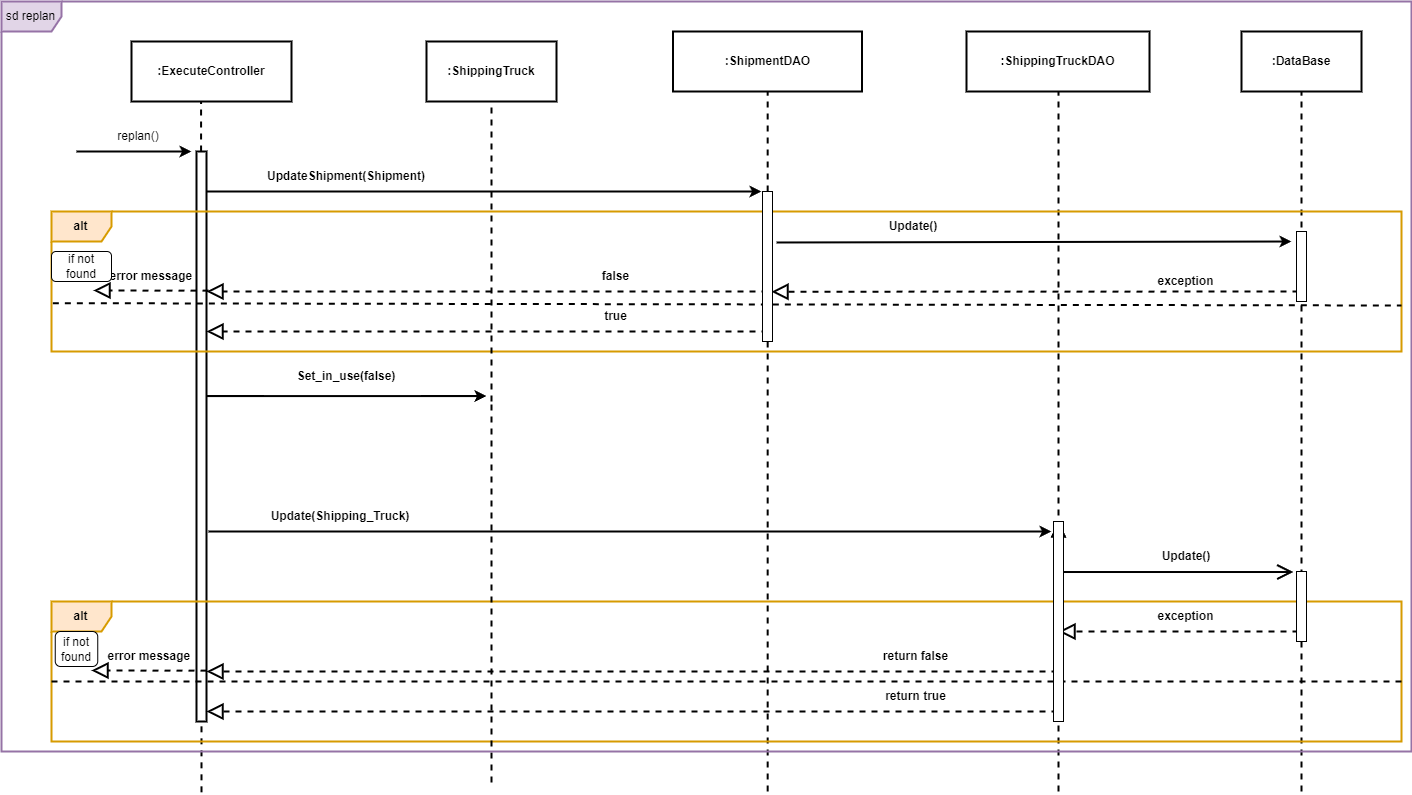 sd replan
:ExecuteController
:ShippingTruck
:ShipmentDAO
:ShippingTruckDAO
:DataBase
replan()
UpdateShipment(Shipment)
alt
Update()
if not
found
error message
false
exception
true
Set_in_use(false)
Update(Shipping_Truck)
Update()
alt
exception
if not
found
error message
return false
return true